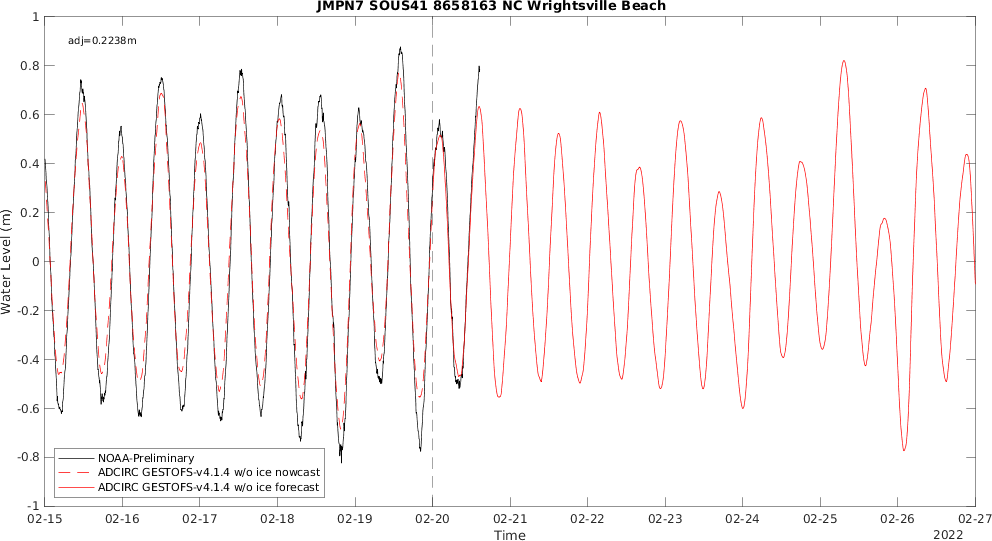 JMPN7 SOUS41 8658163 NC Wrightsville Beach
adj=0.2238m
1
0.8
0.6
0.4
0.2
0
-0.2
-0.4
-0.6
-0.8
-1
Water Level (m)
NOAA-Preliminary
ADCIRC GESTOFS-v4.1.4 w/o ice nowcast
ADCIRC GESTOFS-v4.1.4 w/o ice forecast
02-15 02-16 02-17 02-18 02-19 02-20 02-21 02-22 02-23 02-24 02-25 02-26 02-27
Time
2022